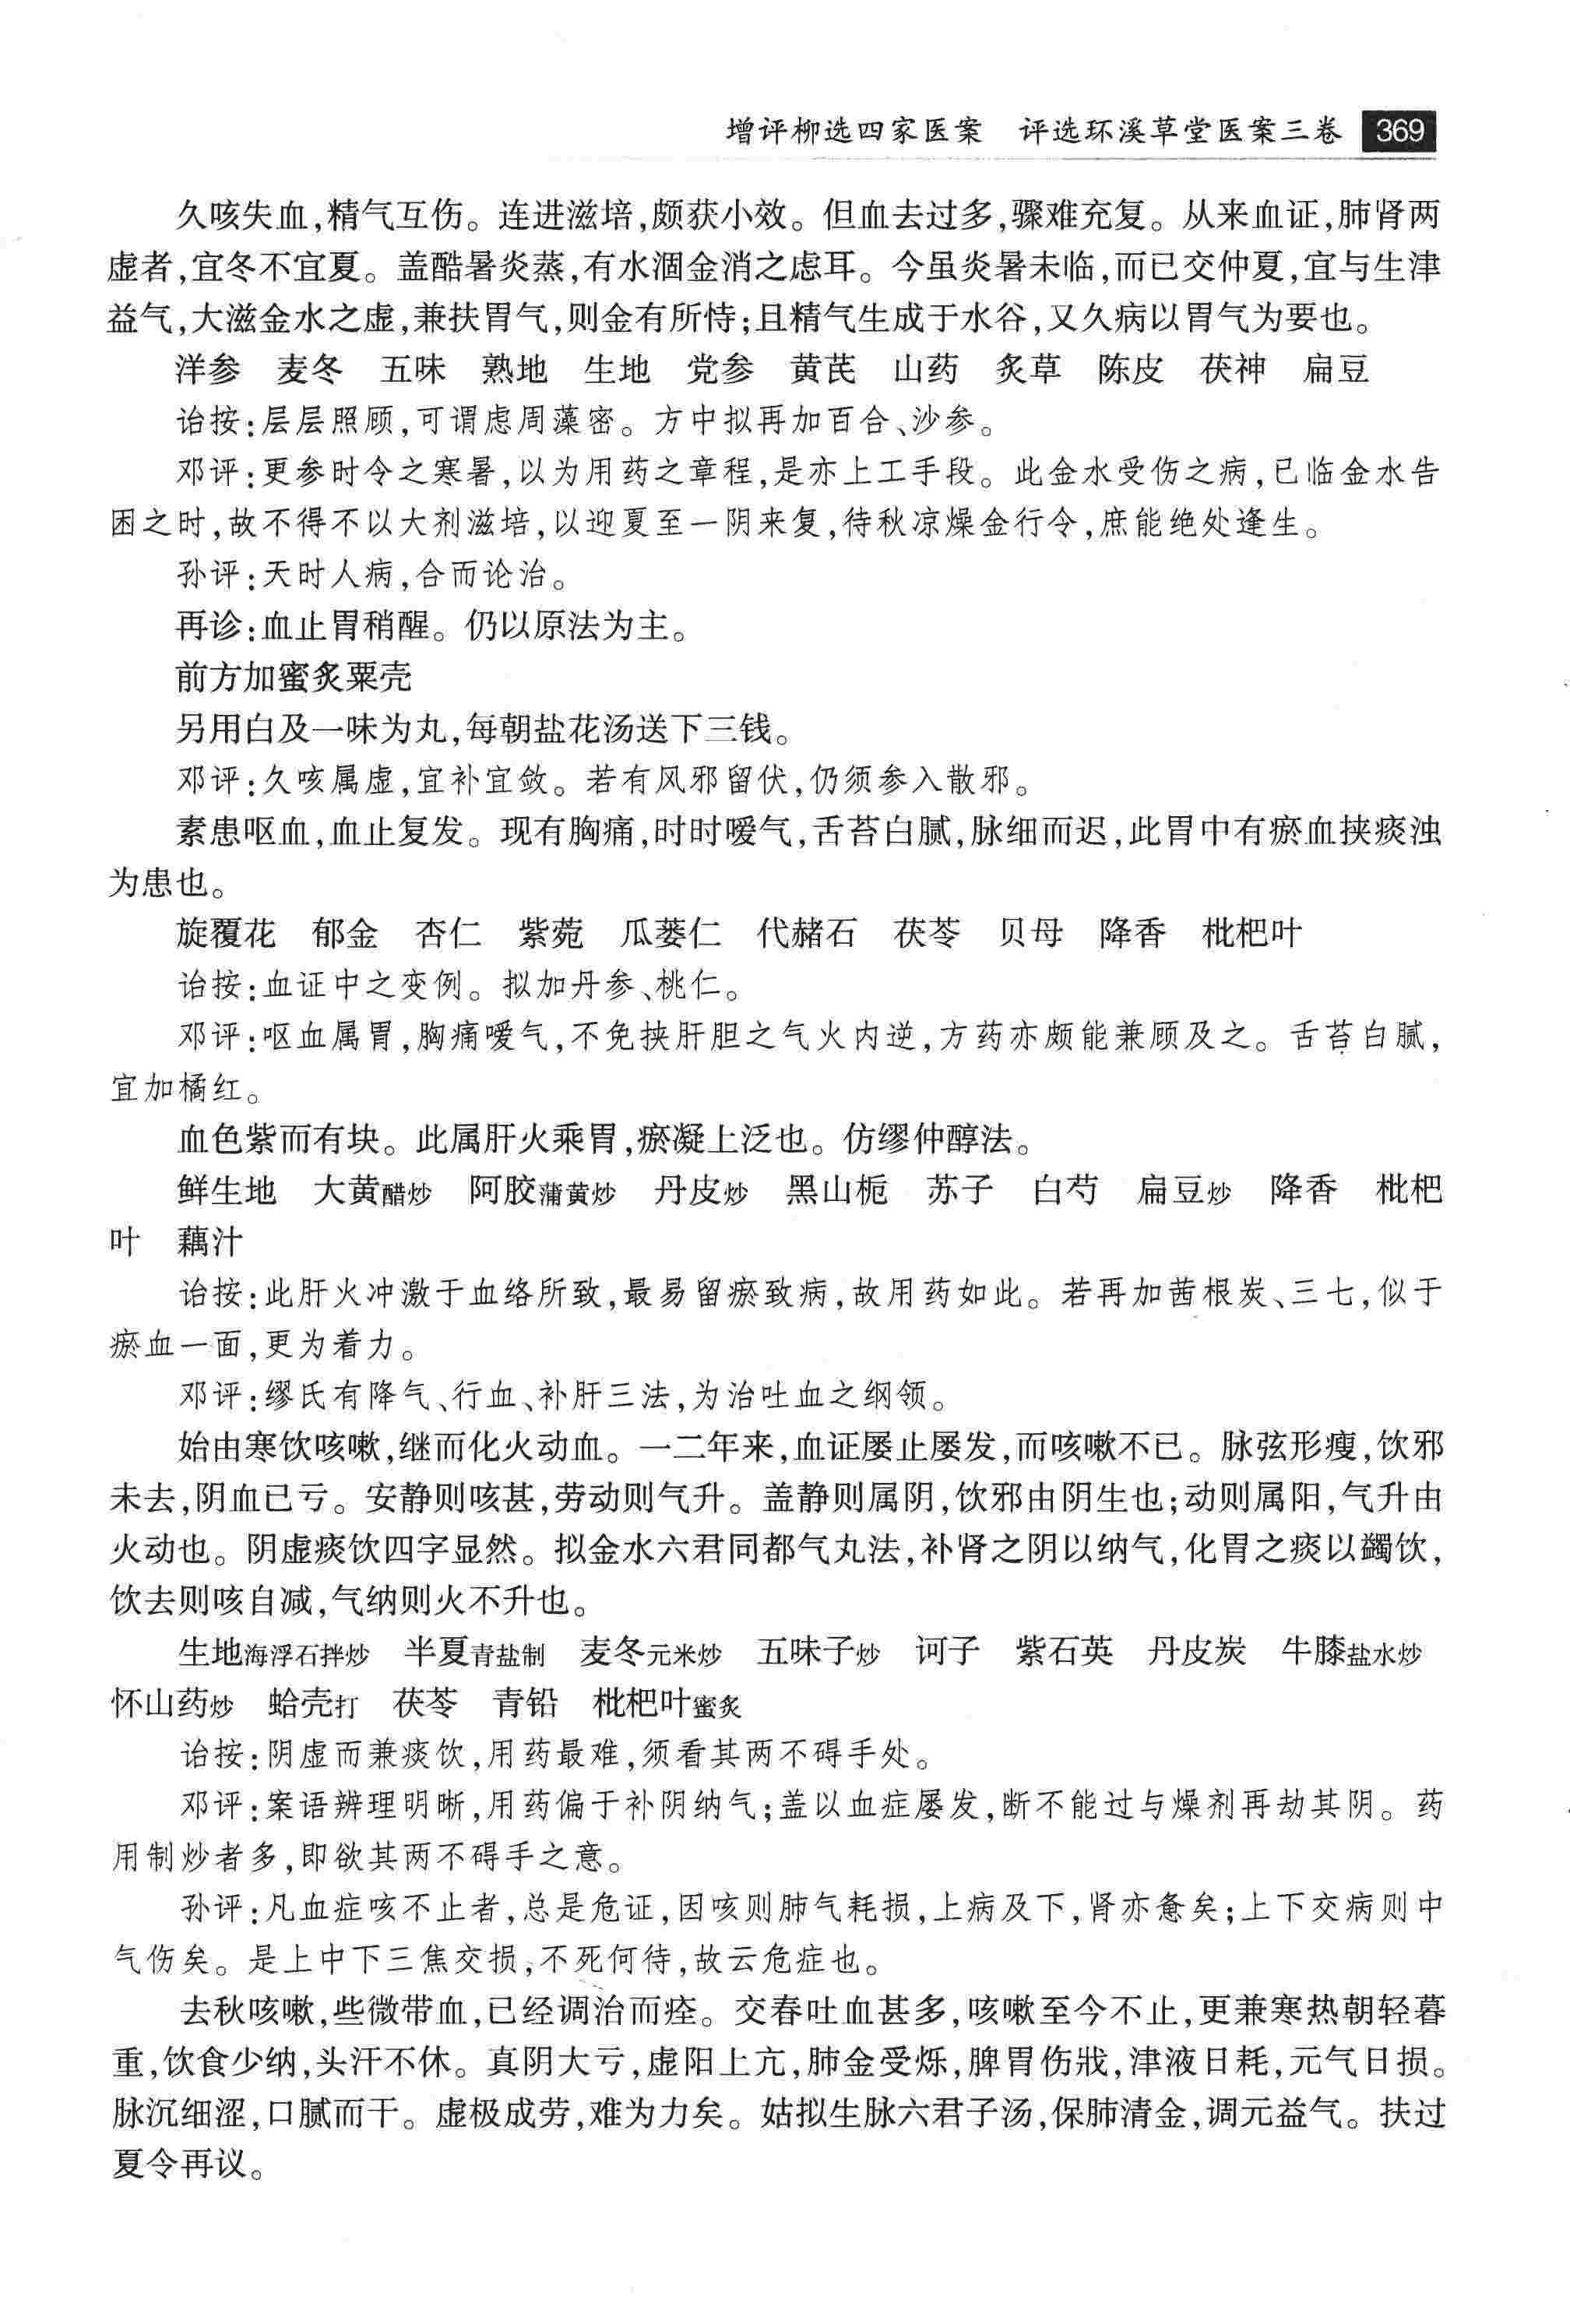 增评柳选四家医案　评选环溪草堂医案三卷 369
久咳失血,精气互伤。连进滋培,颇获小效。但血去过多,骤难充复。从来血证,肺肾两
虚者,宜冬不宜夏。盖酷暑炎蒸,有水涸金消之虑耳。今虽炎暑未临,而已交仲夏,宜与生津
益气,大滋金水之虚,兼扶胃气,则金有所恃;且精气生成于水谷,又久病以胃气为要也。
洋参　麦冬　五味　熟地　生地　党参　黄芪　山药　炙草　陈皮　茯神　扁豆
诒按:层层照顾,可谓虑周藻密。方中拟再加百合、沙参。
邓评:更参时令之寒暑,以为用药之章程,是亦上工手段。此金水受伤之病,已临金水告
困之时,故不得不以大剂滋培,以迎夏至一阴来复,待秋凉燥金行令,庶能绝处逢生。
孙评:天时人病,合而论治。
再诊:血止胃稍醒。仍以原法为主。
前方加蜜炙粟壳
另用白及一味为丸,每朝盐花汤送下三钱。
邓评:久咳属虚,宜补宜敛。若有风邪留伏,仍须参入散邪。
素患呕血,血止复发。现有胸痛,时时嗳气,舌苔白腻,脉细而迟,此胃中有瘀血挟痰浊
为患也。
旋覆花　郁金　杏仁　紫菀　瓜蒌仁　代赭石　茯苓　贝母　降香　枇杷叶
诒按:血证中之变例。拟加丹参、桃仁。
邓评:呕血属胃,胸痛嗳气,不免挟肝胆之气火内逆,方药亦颇能兼顾及之。舌苔白腻,
宜加橘红。
血色紫而有块。此属肝火乘胃,瘀凝上泛也。仿缪仲醇法。
鲜生地　大黄醋炒　阿胶蒲黄炒　丹皮炒　黑山栀　苏子　白芍　扁豆炒　降香　枇杷
叶　藕汁
诒按:此肝火冲激于血络所致,最易留瘀致病,故用药如此。若再加茜根炭、三七,似于
瘀血一面,更为着力。
邓评:缪氏有降气、行血、补肝三法,为治吐血之纲领。
始由寒饮咳嗽,继而化火动血。一二年来,血证屡止屡发,而咳嗽不已。脉弦形瘦,饮邪
未去,阴血已亏。安静则咳甚,劳动则气升。盖静则属阴,饮邪由阴生也;动则属阳,气升由
火动也。阴虚痰饮四字显然。拟金水六君同都气丸法,补肾之阴以纳气,化胃之痰以蠲饮,
饮去则咳自减,气纳则火不升也。
生地海浮石拌炒　半夏青盐制　麦冬元米炒　五味子炒　诃子　紫石英　丹皮炭　牛膝盐水炒
怀山药炒　蛤壳打　茯苓　青铅　枇杷叶蜜炙
诒按:阴虚而兼痰饮,用药最难,须看其两不碍手处。
邓评:案语辨理明晰,用药偏于补阴纳气;盖以血症屡发,断不能过与燥剂再劫其阴。药
用制炒者多,即欲其两不碍手之意。
孙评:凡血症咳不止者,总是危证,因咳则肺气耗损,上病及下,肾亦惫矣;上下交病则中
气伤矣。是上中下三焦交损,不死何待,故云危症也。
去秋咳嗽,些微带血,已经调治而痊。交春吐血甚多,咳嗽至今不止,更兼寒热朝轻暮
重,饮食少纳,头汗不休。真阴大亏,虚阳上亢,肺金受烁,脾胃伤戕,津液日耗,元气日损。
脉沉细涩,口腻而干。虚极成劳,难为力矣。姑拟生脉六君子汤,保肺清金,调元益气。扶过
夏令再议。